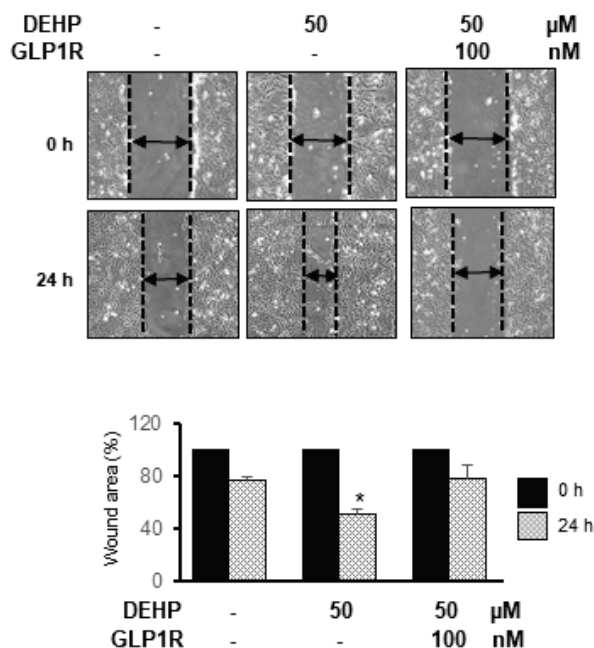 DEHP - 50 50 μM
GLP1R - - 100 nM
0 h
24 h
Wound area (%)
120
80
40
0
*
0 h
24 h
DEHP - 50 50 μM
GLP1R - - 100 nM